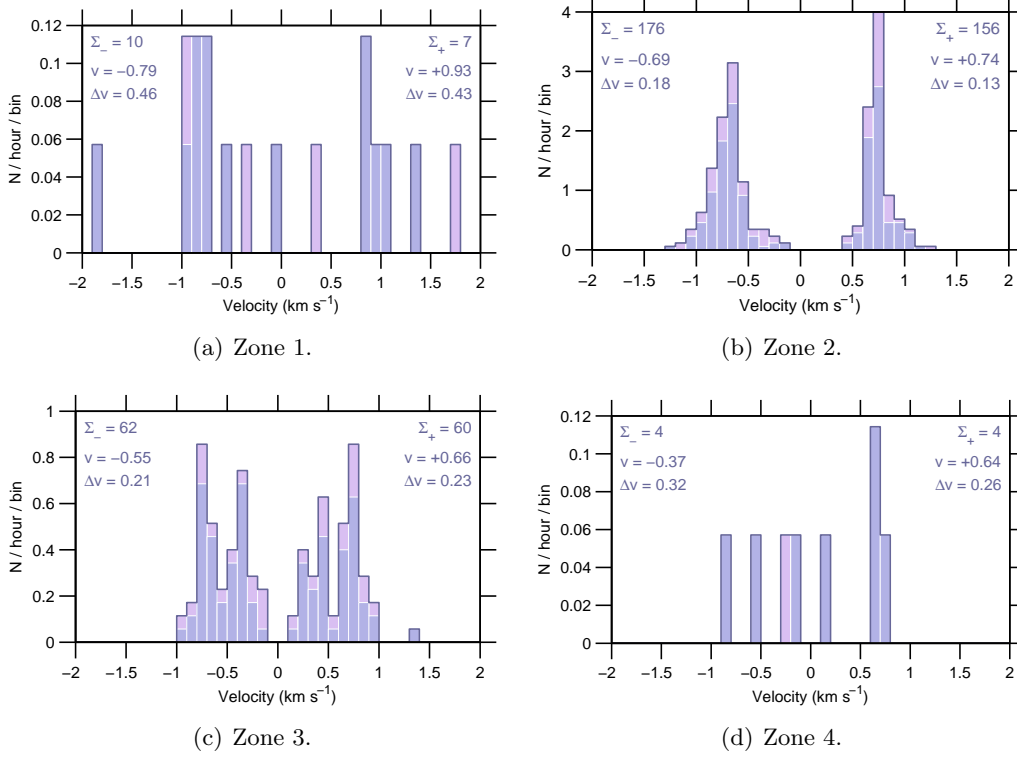 0.12
0.1
0.08
0.06
0.04
0.02
0
N / hour / bin
Σ− = 10
v = −0.79
Δv = 0.46
Σ+ = 7
v = +0.93
Δv = 0.43
−2 −1.5 −1 −0.5 0 0.5 1 1.5 2
Velocity (km s−1)
(a) Zone 1.
4
3
2
1
0
N / hour / bin
Σ− = 176
v = −0.69
Δv = 0.18
Σ+ = 156
v = +0.74
Δv = 0.13
−2 −1.5 −1 −0.5 0 0.5 1 1.5 2
Velocity (km s−1)
(b) Zone 2.
1
0.8
0.6
0.4
0.2
0
N / hour / bin
Σ− = 62
v = −0.55
Δv = 0.21
Σ+ = 60
v = +0.66
Δv = 0.23
−2 −1.5 −1 −0.5 0 0.5 1 1.5 2
Velocity (km s−1)
(c) Zone 3.
0.12
0.1
0.08
0.06
0.04
0.02
0
N / hour / bin
Σ− = 4
v = −0.37
Δv = 0.32
Σ+ = 4
v = +0.64
Δv = 0.26
−2 −1.5 −1 −0.5 0 0.5 1 1.5 2
Velocity (km s−1)
(d) Zone 4.